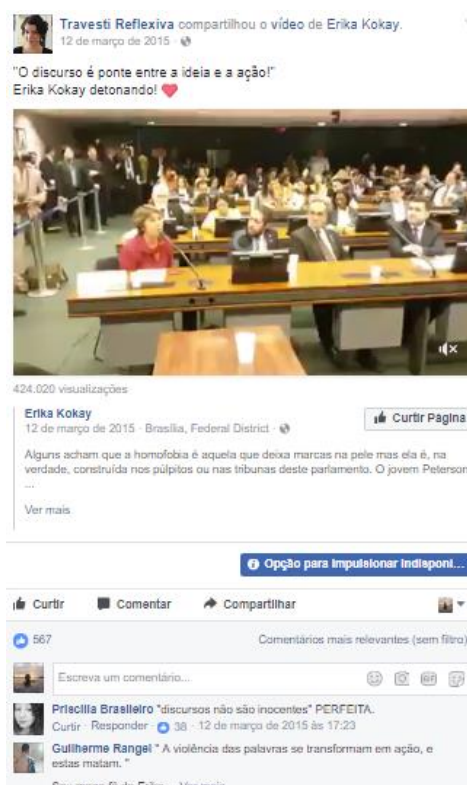 Travesti Reflexiva compartilhou o vídeo de Erika Kokay.
12 de março de 2015 ·
"O discurso é ponte entre a ideia e a ação!"
Erika Kokay detonando! ❤
424.020 visualizações
Erika Kokay
12 de março de 2015 · Brasília, Federal District ·
Curtir Página
Alguns acham que a homofobia é aquela que deixa marcas na pele mas ela é, na
verdade, construída nos púlpitos ou nas tribunas deste parlamento. O jovem Peterson
...
Ver mais
Opção para impulsionar indisponí...
Curtir Comentar Compartilhar
567 Comentários mais relevantes (sem filtro)
Escreva um comentário...
Priscilla Brasileiro "discursos não são inocentes" PERFEITA.
Curtir · Responder · 38 · 12 de março de 2015 às 17:23
Guilherme Rangel " A violência das palavras se transformam em ação, e
estas matam. "